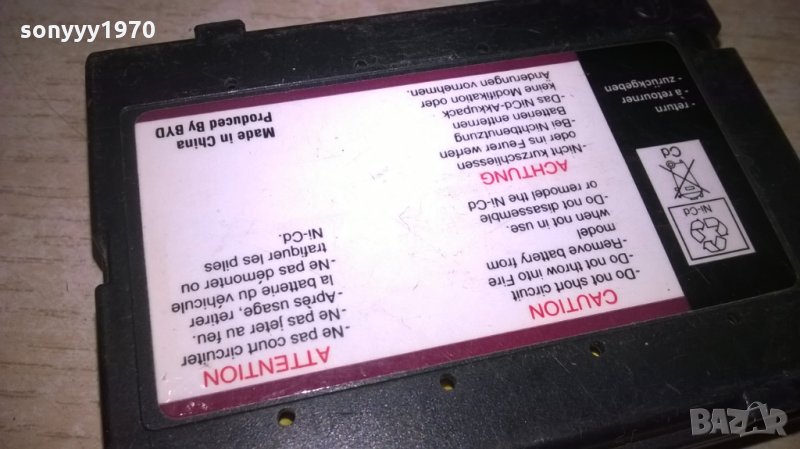 sonyyy1970
CAUTION
-Do not short circuit
-Do not throw into Fire
-Remove battery from
model
when not in use.
-Do not disassemble
or remodel the Ni-Cd
ACHTUNG
-Nicht kurzschliessen
oder ins Feurer werfen
-Bei Nichtbenutzung
Batterien entfernen
-Das NiCd-Akkupack
keine Modifikation oder
Änderungen vornehmen.
ATTENTION
-Ne pas court circuiter
-Ne pas jeter au feu.
-Après usage, retirer
la batterie du véhicule
-Ne pas démonter ou
trafiquer les piles
Ni-Cd.
Made in China
Produced By BYD
Ni-Cd
Cd
- return
- à retourner
- zurückgeben
BAZAR